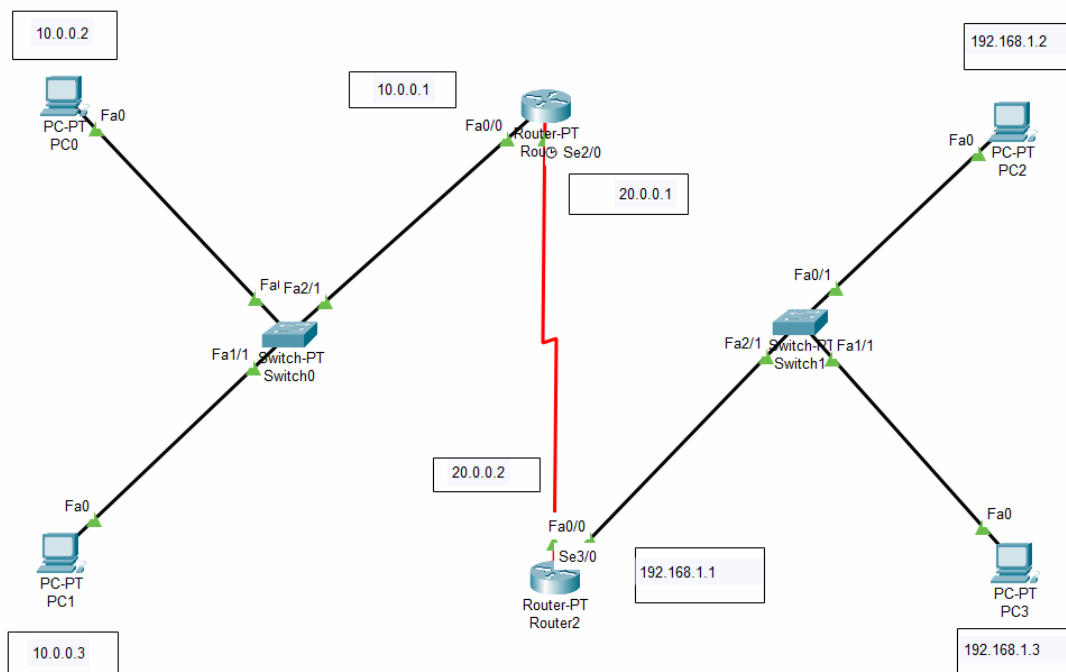 10.0.0.2
Fa0
PC-PT
PC0
10.0.0.1
Fa0/0
Router-PT
Se2/0
20.0.0.1
192.168.1.2
Fa0
PC-PT
PC2
Fa2/1
Fa1/1
Switch-PT
Switch0
Fa0/1
Fa2/1
Fa1/1
Switch1
Fa0
PC-PT
PC1
10.0.0.3
20.0.0.2
Fa0/0
Se3/0
Router-PT
Router2
192.168.1.1
Fa0
PC-PT
PC3
192.168.1.3